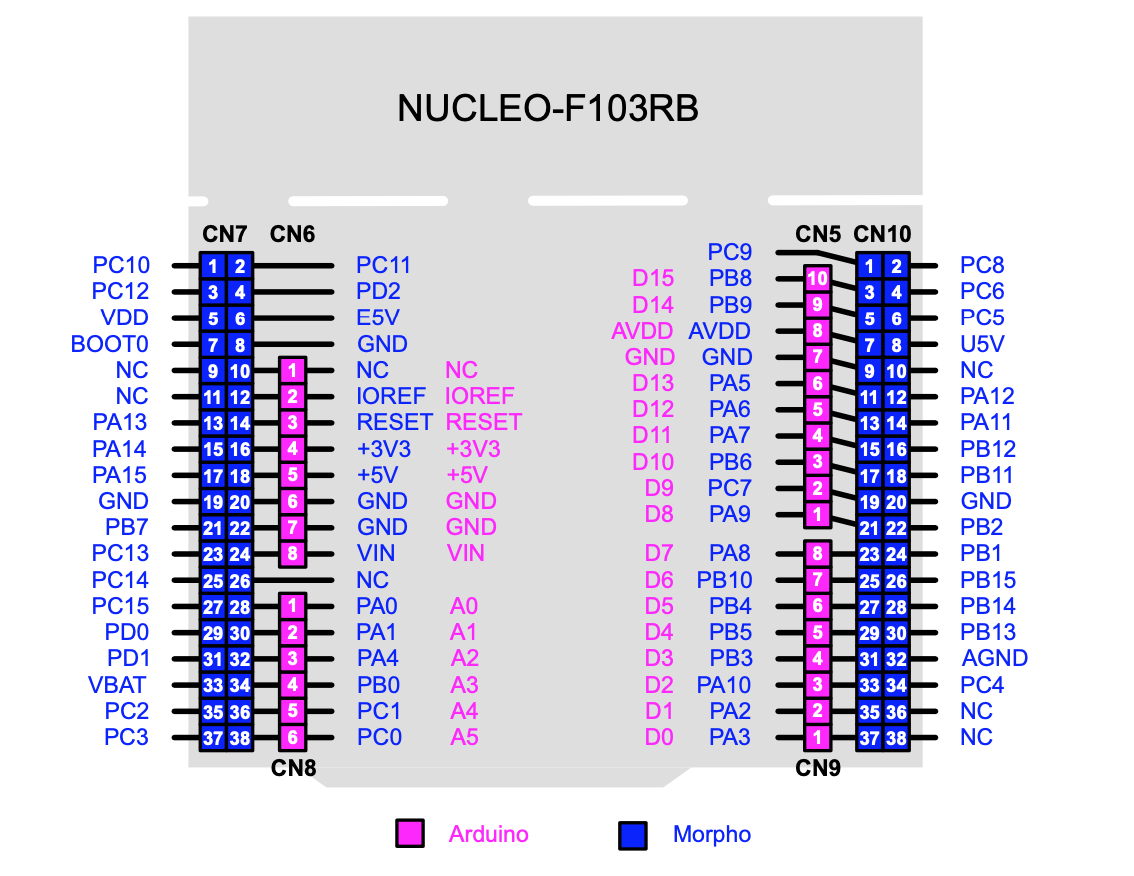 NUCLEO-F103RB
CN7 CN6 CN5 CN10
PC9
PC10 1 2 PC11 1 2 PC8
D15 PB8 10
PC12 3 4 PD2 3 4 PC6
D14 PB9 9
VDD 5 6 E5V 5 6 PC5
AVDD AVDD 8
BOOT0 7 8 GND 7 8 U5V
GND GND 7
NC 9 10 1 NC NC 9 10 NC
D13 PA5 6
NC 11 12 2 IOREF IOREF 11 12 PA12
D12 PA6 5
PA13 13 14 3 RESET RESET 13 14 PA11
D11 PA7 4
PA14 15 16 4 +3V3 +3V3 15 16 PB12
D10 PB6 3
PA15 17 18 5 +5V +5V 17 18 PB11
D9 PC7 2
GND 19 20 6 GND GND 19 20 GND
D8 PA9 1
PB7 21 22 7 GND GND 21 22 PB2
PC13 23 24 8 VIN VIN D7 PA8 8 23 24 PB1
PC14 25 26 NC D6 PB10 7 25 26 PB15
PC15 27 28 1 PA0 A0 D5 PB4 6 27 28 PB14
PD0 29 30 2 PA1 A1 D4 PB5 5 29 30 PB13
PD1 31 32 3 PA4 A2 D3 PB3 4 31 32 AGND
VBAT 33 34 4 PB0 A3 D2 PA10 3 33 34 PC4
PC2 35 36 5 PC1 A4 D1 PA2 2 35 36 NC
PC3 37 38 6 PC0 A5 D0 PA3 1 37 38 NC
CN8 CN9
Arduino Morpho